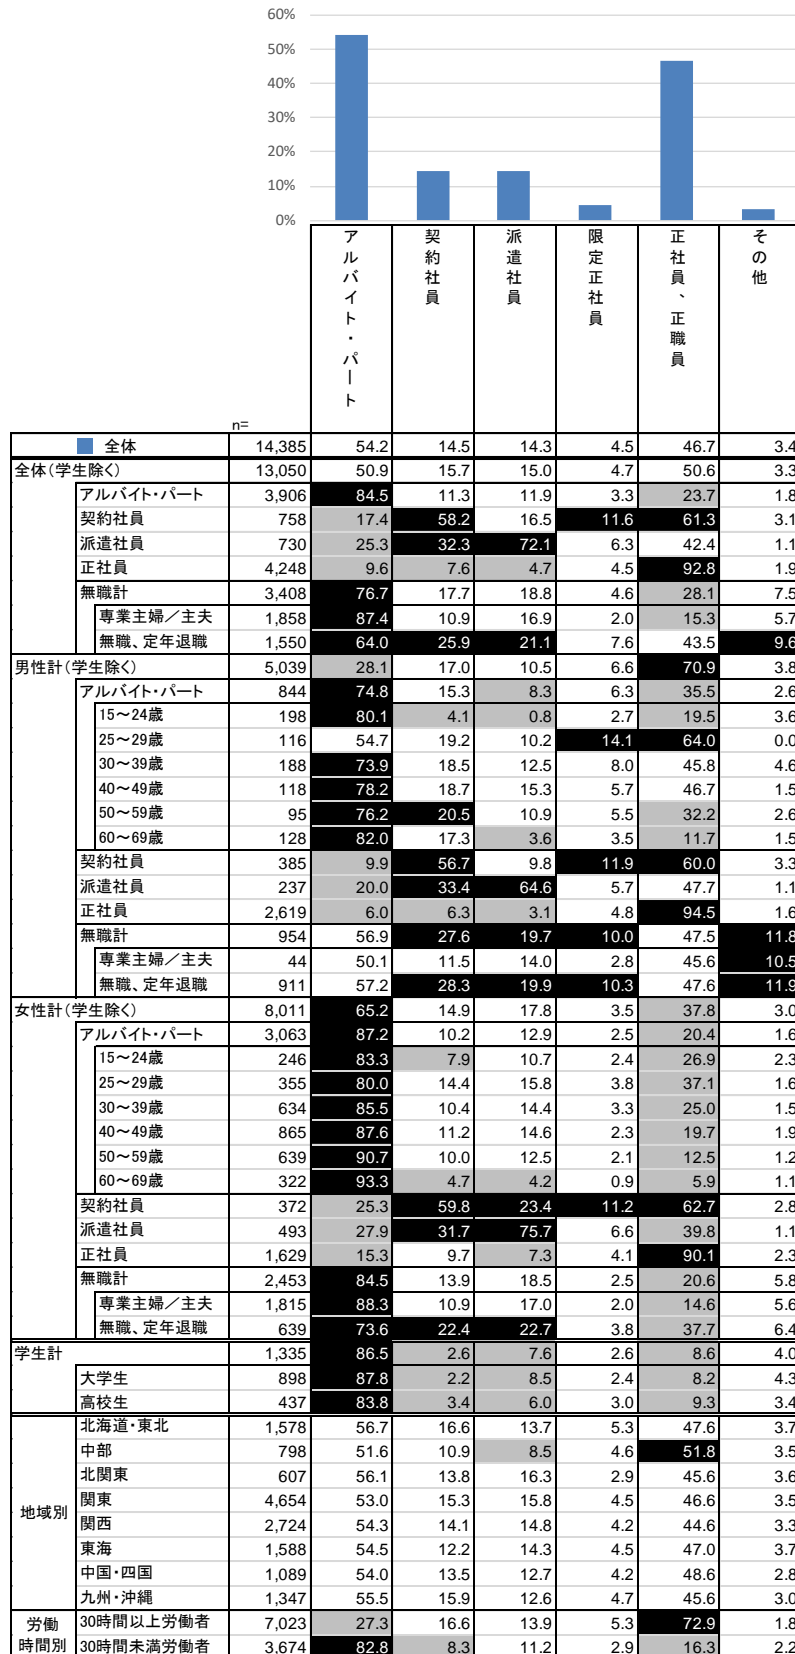 60%
50%
40%
30%
20%
10%
0%
アルバイト・パート
契約社員
派遣社員
限定正社員
正社員、正職員
その他
n=
全体 14,385 54.2 14.5 14.3 4.5 46.7 3.4
全体(学生除く) 13,050 50.9 15.7 15.0 4.7 50.6 3.3
アルバイト・パート 3,906 84.5 11.3 11.9 3.3 23.7 1.8
契約社員 758 17.4 58.2 16.5 11.6 61.3 3.1
派遣社員 730 25.3 32.3 72.1 6.3 42.4 1.1
正社員 4,248 9.6 7.6 4.7 4.5 92.8 1.9
無職計 3,408 76.7 17.7 18.8 4.6 28.1 7.5
専業主婦/主夫 1,858 87.4 10.9 16.9 2.0 15.3 5.7
無職、定年退職 1,550 64.0 25.9 21.1 7.6 43.5 9.6
男性計(学生除く) 5,039 28.1 17.0 10.5 6.6 70.9 3.8
アルバイト・パート 844 74.8 15.3 8.3 6.3 35.5 2.6
15～24歳 198 80.1 4.1 0.8 2.7 19.5 3.6
25～29歳 116 54.7 19.2 10.2 14.1 64.0 0.0
30～39歳 188 73.9 18.5 12.5 8.0 45.8 4.6
40～49歳 118 78.2 18.7 15.3 5.7 46.7 1.5
50～59歳 95 76.2 20.5 10.9 5.5 32.2 2.6
60～69歳 128 82.0 17.3 3.6 3.5 11.7 1.5
契約社員 385 9.9 56.7 9.8 11.9 60.0 3.3
派遣社員 237 20.0 33.4 64.6 5.7 47.7 1.1
正社員 2,619 6.0 6.3 3.1 4.8 94.5 1.6
無職計 954 56.9 27.6 19.7 10.0 47.5 11.8
専業主婦/主夫 44 50.1 11.5 14.0 2.8 45.6 10.5
無職、定年退職 911 57.2 28.3 19.9 10.3 47.6 11.9
女性計(学生除く) 8,011 65.2 14.9 17.8 3.5 37.8 3.0
アルバイト・パート 3,063 87.2 10.2 12.9 2.5 20.4 1.6
15～24歳 246 83.3 7.9 10.7 2.4 26.9 2.3
25～29歳 355 80.0 14.4 15.8 3.8 37.1 1.6
30～39歳 634 85.5 10.4 14.4 3.3 25.0 1.5
40～49歳 865 87.6 11.2 14.6 2.3 19.7 1.9
50～59歳 639 90.7 10.0 12.5 2.1 12.5 1.2
60～69歳 322 93.3 4.7 4.2 0.9 5.9 1.1
契約社員 372 25.3 59.8 23.4 11.2 62.7 2.8
派遣社員 493 27.9 31.7 75.7 6.6 39.8 1.1
正社員 1,629 15.3 9.7 7.3 4.1 90.1 2.3
無職計 2,453 84.5 13.9 18.5 2.5 20.6 5.8
専業主婦/主夫 1,815 88.3 10.9 17.0 2.0 14.6 5.6
無職、定年退職 639 73.6 22.4 22.7 3.8 37.7 6.4
学生計 1,335 86.5 2.6 7.6 2.6 8.6 4.0
大学生 898 87.8 2.2 8.5 2.4 8.2 4.3
高校生 437 83.8 3.4 6.0 3.0 9.3 3.4
地域別
北海道・東北 1,578 56.7 16.6 13.7 5.3 47.6 3.7
中部 798 51.6 10.9 8.5 4.6 51.8 3.5
北関東 607 56.1 13.8 16.3 2.9 45.6 3.6
関東 4,654 53.0 15.3 15.8 4.5 46.6 3.5
関西 2,724 54.3 14.1 14.8 4.2 44.6 3.3
東海 1,588 54.5 12.2 14.3 4.5 47.0 3.7
中国・四国 1,089 54.0 13.5 12.7 4.2 48.6 2.8
九州・沖縄 1,347 55.5 15.9 12.6 4.7 45.6 3.0
労働
時間別
30時間以上労働者 7,023 27.3 16.6 13.9 5.3 72.9 1.8
30時間未満労働者 3,674 82.8 8.3 11.2 2.9 16.3 2.2